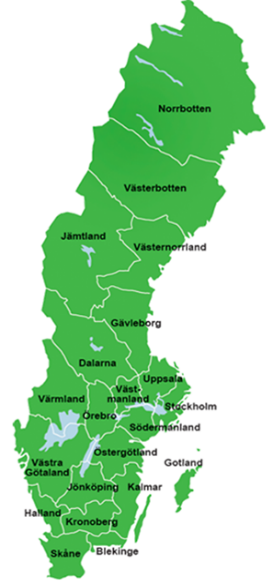 Norrbotten
Västerbotten
Jämtland
Västernorrland
Gävleborg
Dalarna
Uppsala
Väst-
manland
Värmland
Stockholm
Örebro
Södermanland
Östergötland
Västra
Götaland
Gotland
Jönköping
Kalmar
Halland
Kronoberg
Skåne
Blekinge